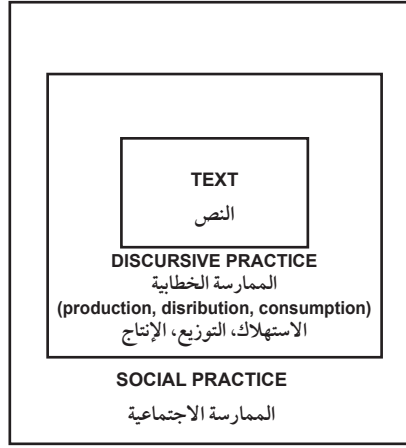 TEXT
النص
DISCURSIVE PRACTICE
الممارسة الخطابية
(production, disribution, consumption)
الاستهلاك، التوزيع، الإنتاج
SOCIAL PRACTICE
الممارسة الاجتماعية